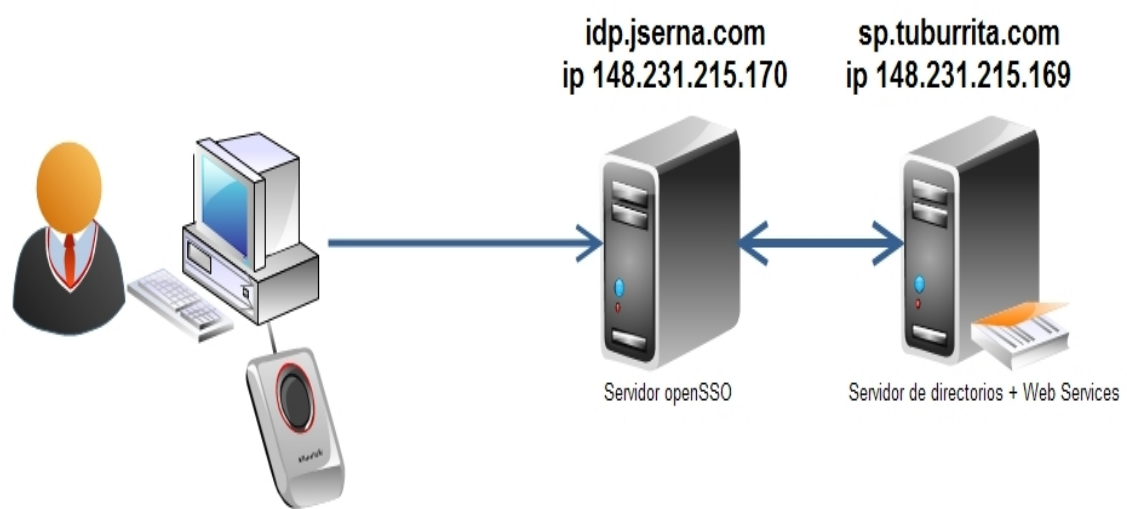 idp.jserna.com
ip 148.231.215.170
sp.tuburrita.com
ip 148.231.215.169
Servidor openSSO
Servidor de directorios + Web Services